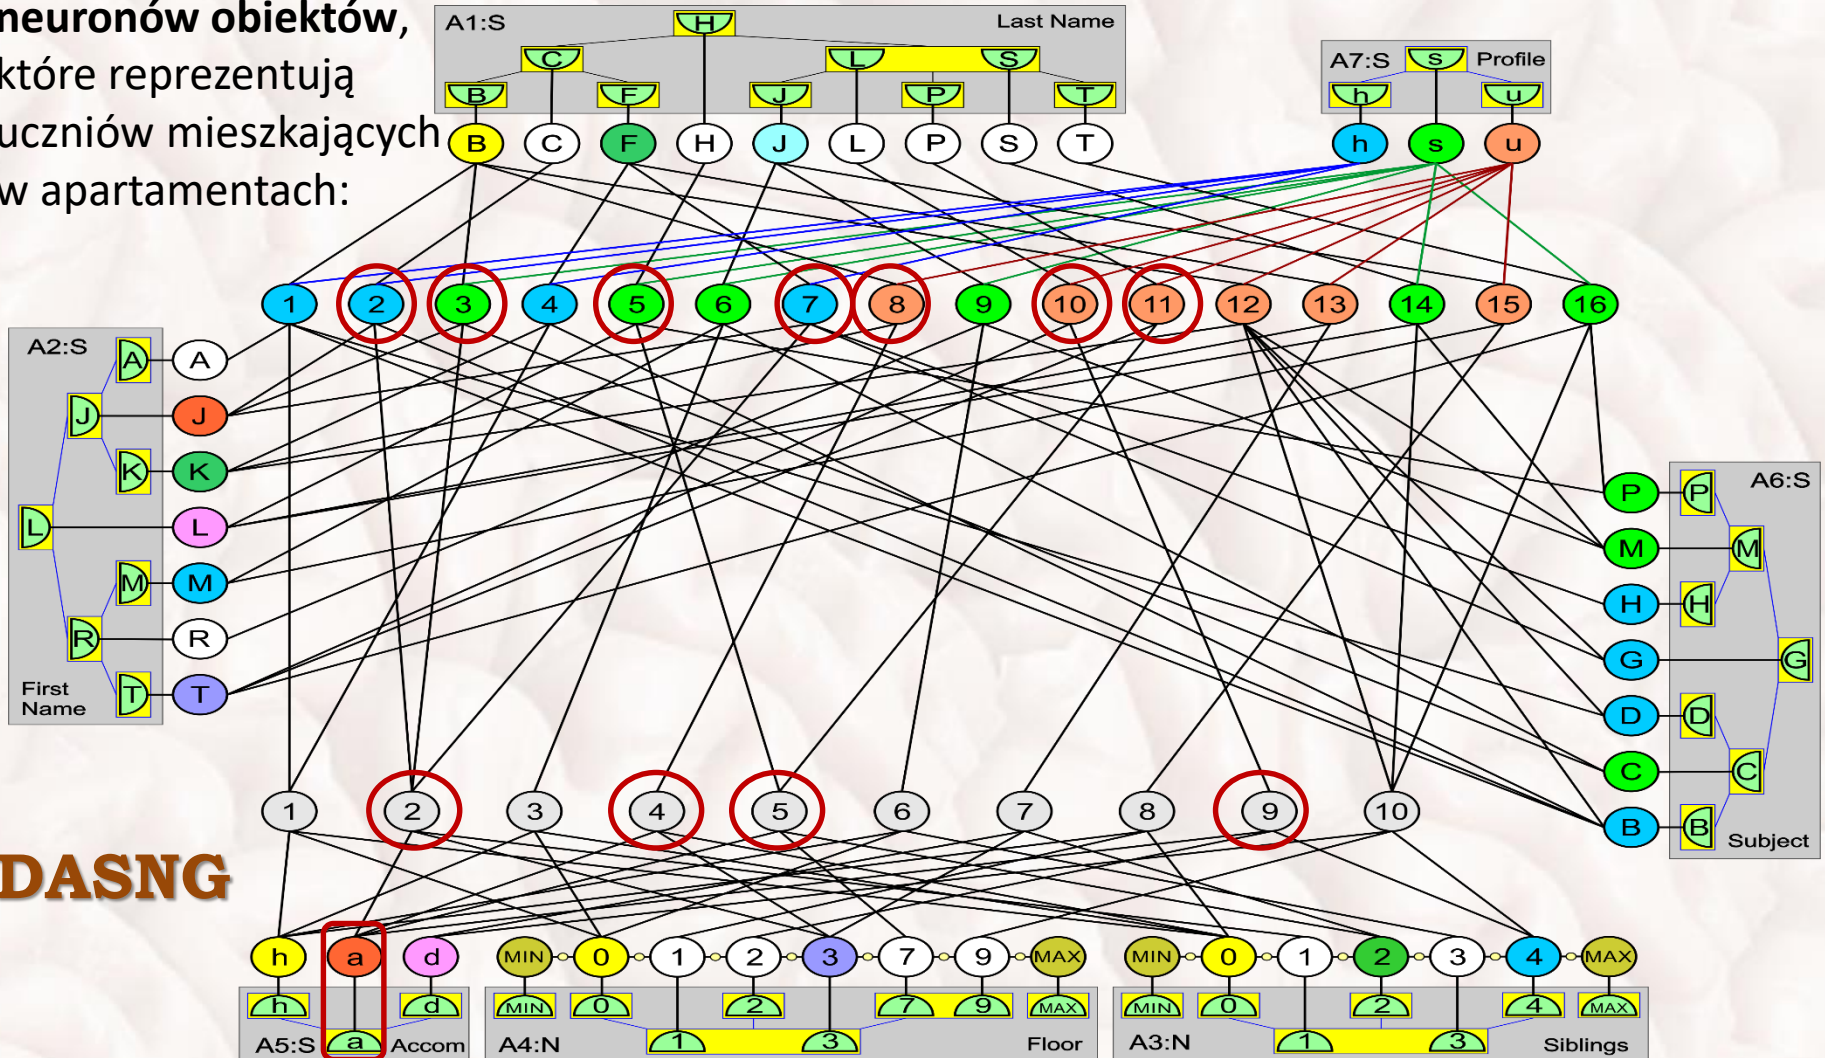 neuronów obiektów,
które reprezentują
uczniów mieszkających
w apartamentach:
A1:S H Last Name
C L S
B F J P T
B C F H J L P S T
A7:S s Profile
h u
h s u
1 2 3 4 5 6 7 8 9 10 11 12 13 14 15 16
A2:S
A A
J J
K K
L L
M M
R R
T T
First
Name
A6:S
P P
M M
H H
G G
D D
C C
B B
Subject
1 2 3 4 5 6 7 8 9 10
DASNG
h a d
h d
A5:S a Accom
MIN 0 1 2 3 7 9 MAX
MIN 0 2 7 9 MAX
A4:N 1 3 Floor
MIN 0 1 2 3 4 MAX
MIN 0 2 4 MAX
A3:N 1 3 Siblings